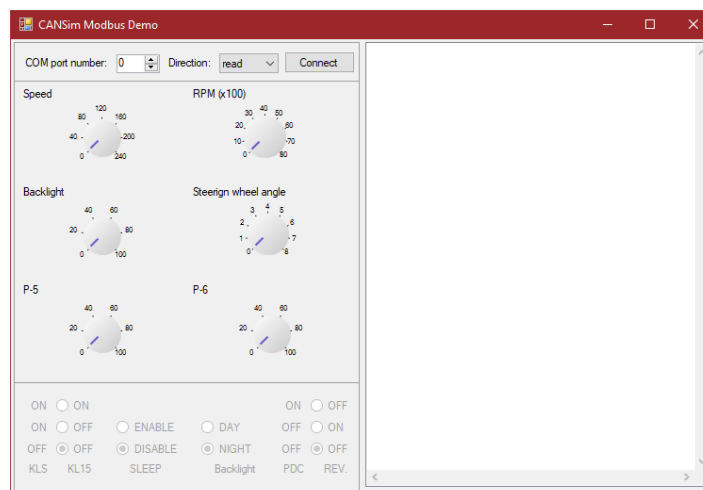 CANSim Modbus Demo
COM port number: 0 Direction: read Connect
Speed RPM (x100)
0 40 80 120 160 200 240
0 10 20 30 40 50 60 70 80
Backlight Steerign wheel angle
0 20 40 60 80 100
0 1 2 3 4 5 6 7 8
P-5 P-6
0 20 40 60 80 100
0 20 40 60 80 100
ON ON ON OFF
ON OFF ENABLE DAY OFF ON
OFF OFF DISABLE NIGHT OFF OFF
KLS KL15 SLEEP Backlight PDC REV.